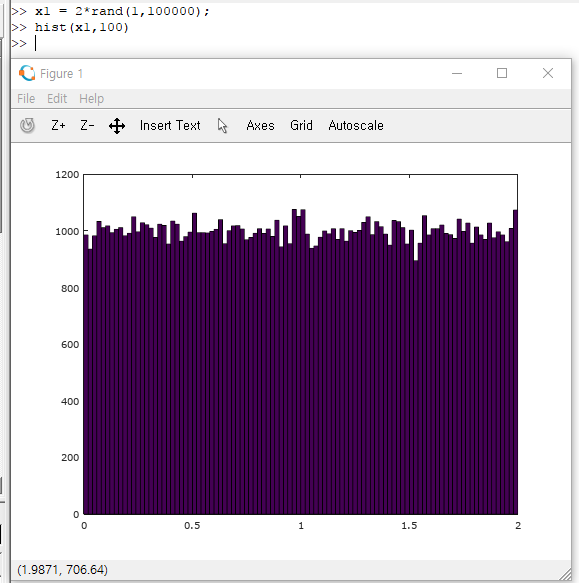 >> x1 = 2*rand(1,100000);
>> hist(x1,100)
>>
Figure 1
File Edit Help
Z+ Z- Insert Text Axes Grid Autoscale
1200
1000
800
600
400
200
0
0 0.5 1 1.5 2
(1.9871, 706.64)